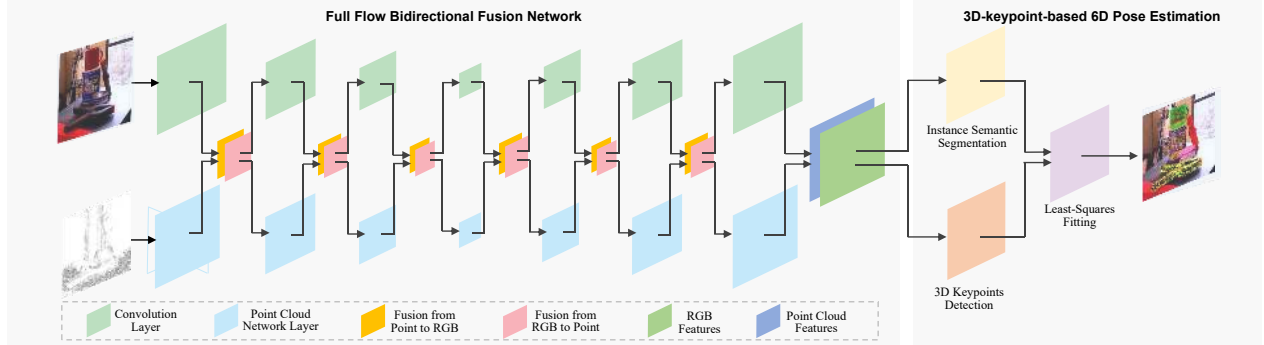 Full Flow Bidirectional Fusion Network
3D-keypoint-based 6D Pose Estimation
Instance Semantic
Segmentation
Least-Squares
Fitting
3D Keypoints
Detection
Convolution
Layer
Point Cloud
Network Layer
Fusion from
Point to RGB
Fusion from
RGB to Point
RGB
Features
Point Cloud
Features